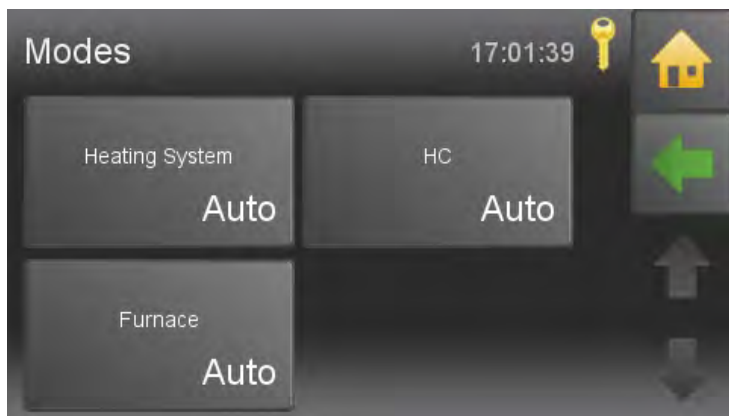 Modes
17:01:39
Heating System
Auto
HC
Auto
Furnace
Auto